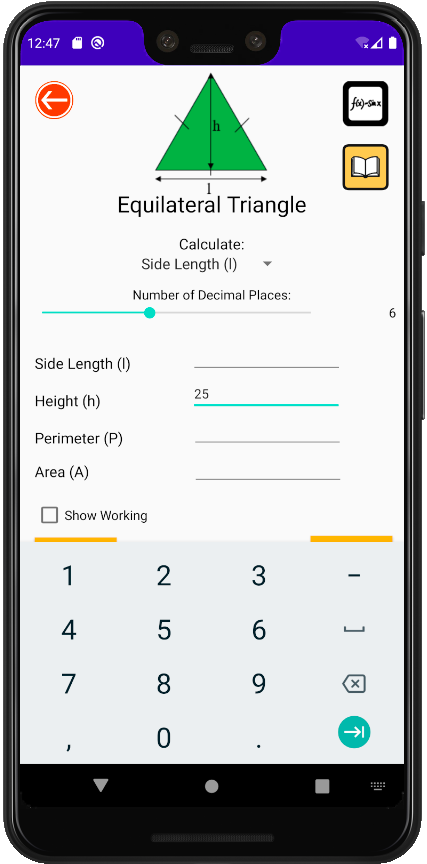 12:47
h
f(x)=sin x
l
Equilateral Triangle
Calculate:
Side Length (l)
Number of Decimal Places:
6
Side Length (l)
Height (h)
25
Perimeter (P)
Area (A)
Show Working
1 2 3 –
4 5 6
7 8 9
, 0 .